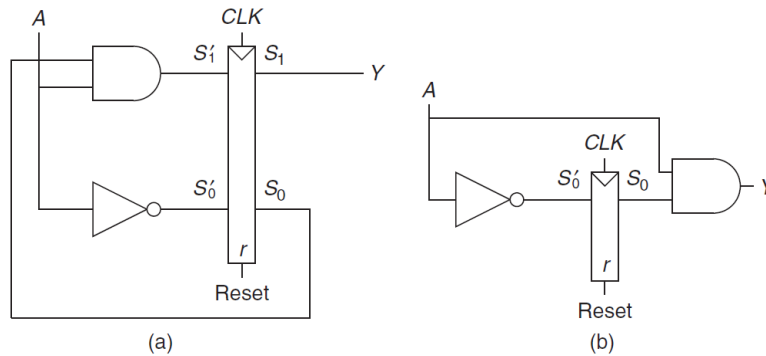 A
CLK
S′1 S1
Y
S′0 S0
r
Reset
(a)
A
CLK
S′0 S0
Y
r
Reset
(b)